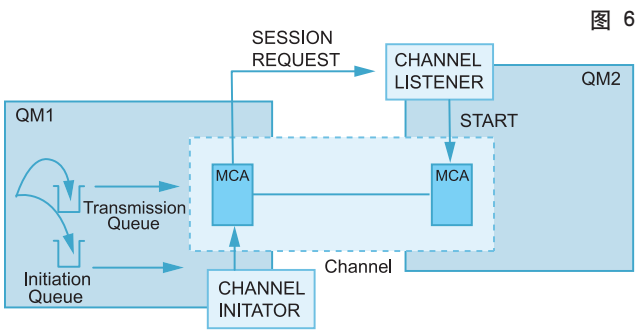 图 6
SESSION
REQUEST
CHANNEL
LISTENER
QM2
QM1
START
MCA
MCA
Transmission
Queue
Initiation
Queue
Channel
CHANNEL
INITATOR